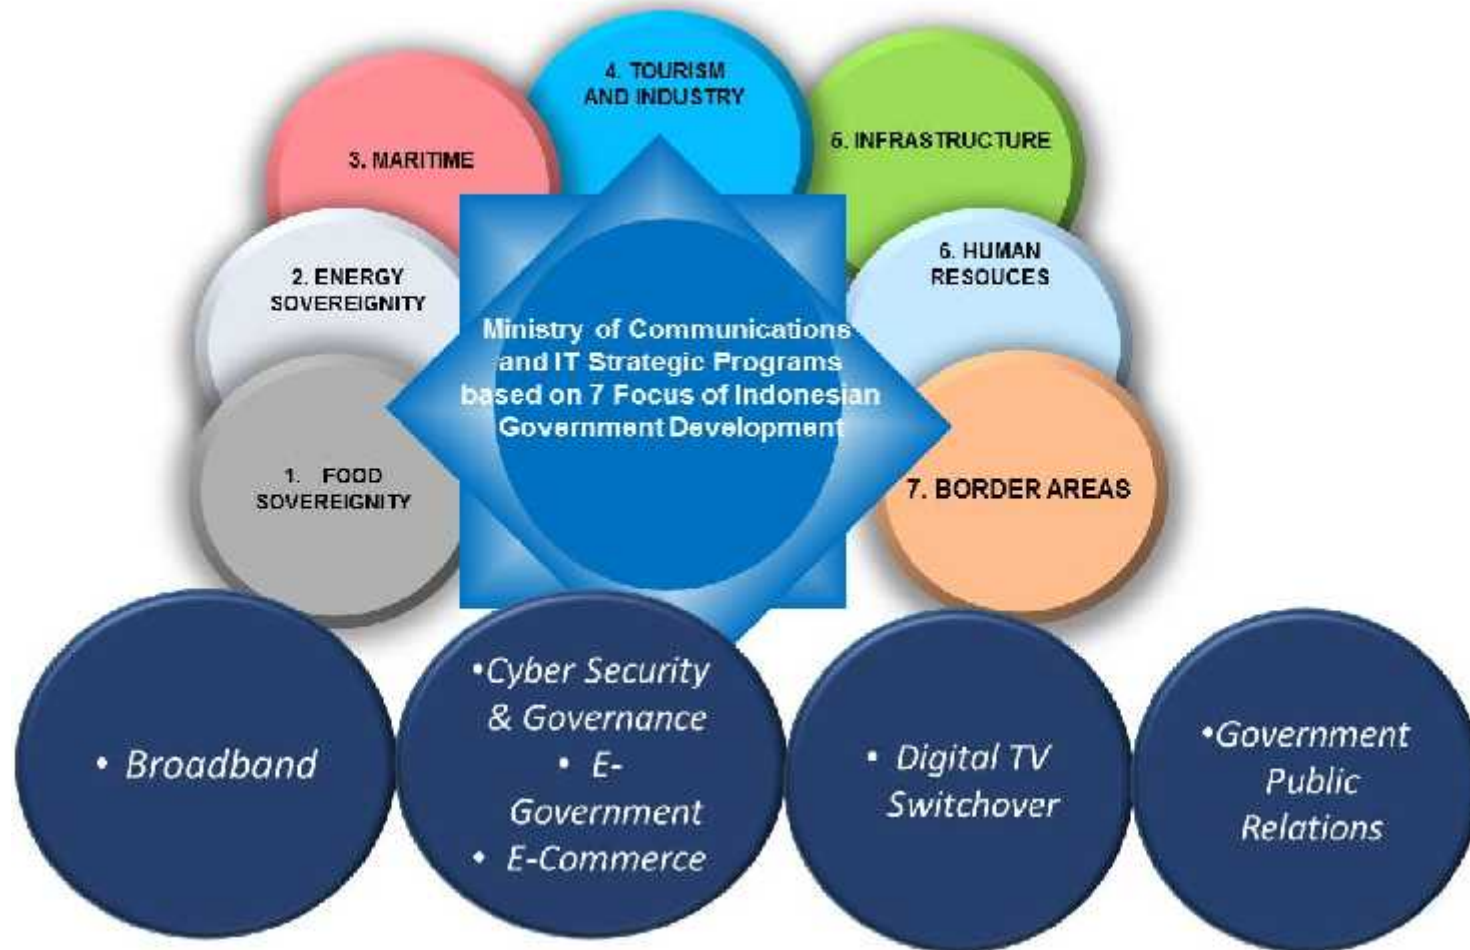 4. TOURISM
AND INDUSTRY
3. MARITIME
5. INFRASTRUCTURE
2. ENERGY
SOVEREIGNITY
6. HUMAN
RESOUCES
Ministry of Communications
and IT Strategic Programs
based on 7 Focus of Indonesian
Government Development
1. FOOD
SOVEREIGNITY
7. BORDER AREAS
• Broadband
•Cyber Security
& Governance
• E-
Government
• E-Commerce
• Digital TV
Switchover
•Government
Public
Relations